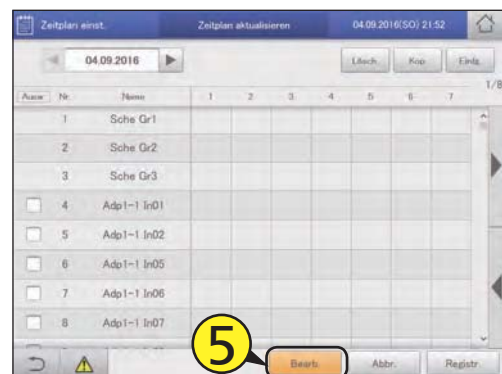 Zeitplan einst. Zeitplan aktualisieren 04.09.2016(SO) 21:52
04.09.2016 Lösch. Kop. Einfg.
1/8
Ausw. Nr. Name 1 2 3 4 5 6 7
1 Sche Gr1
2 Sche Gr2
3 Sche Gr3
4 Adp1-1 In01
5 Adp1-1 In02
6 Adp1-1 In05
7 Adp1-1 In06
8 Adp1-1 In07
5 Bearb. Abbr. Registr.